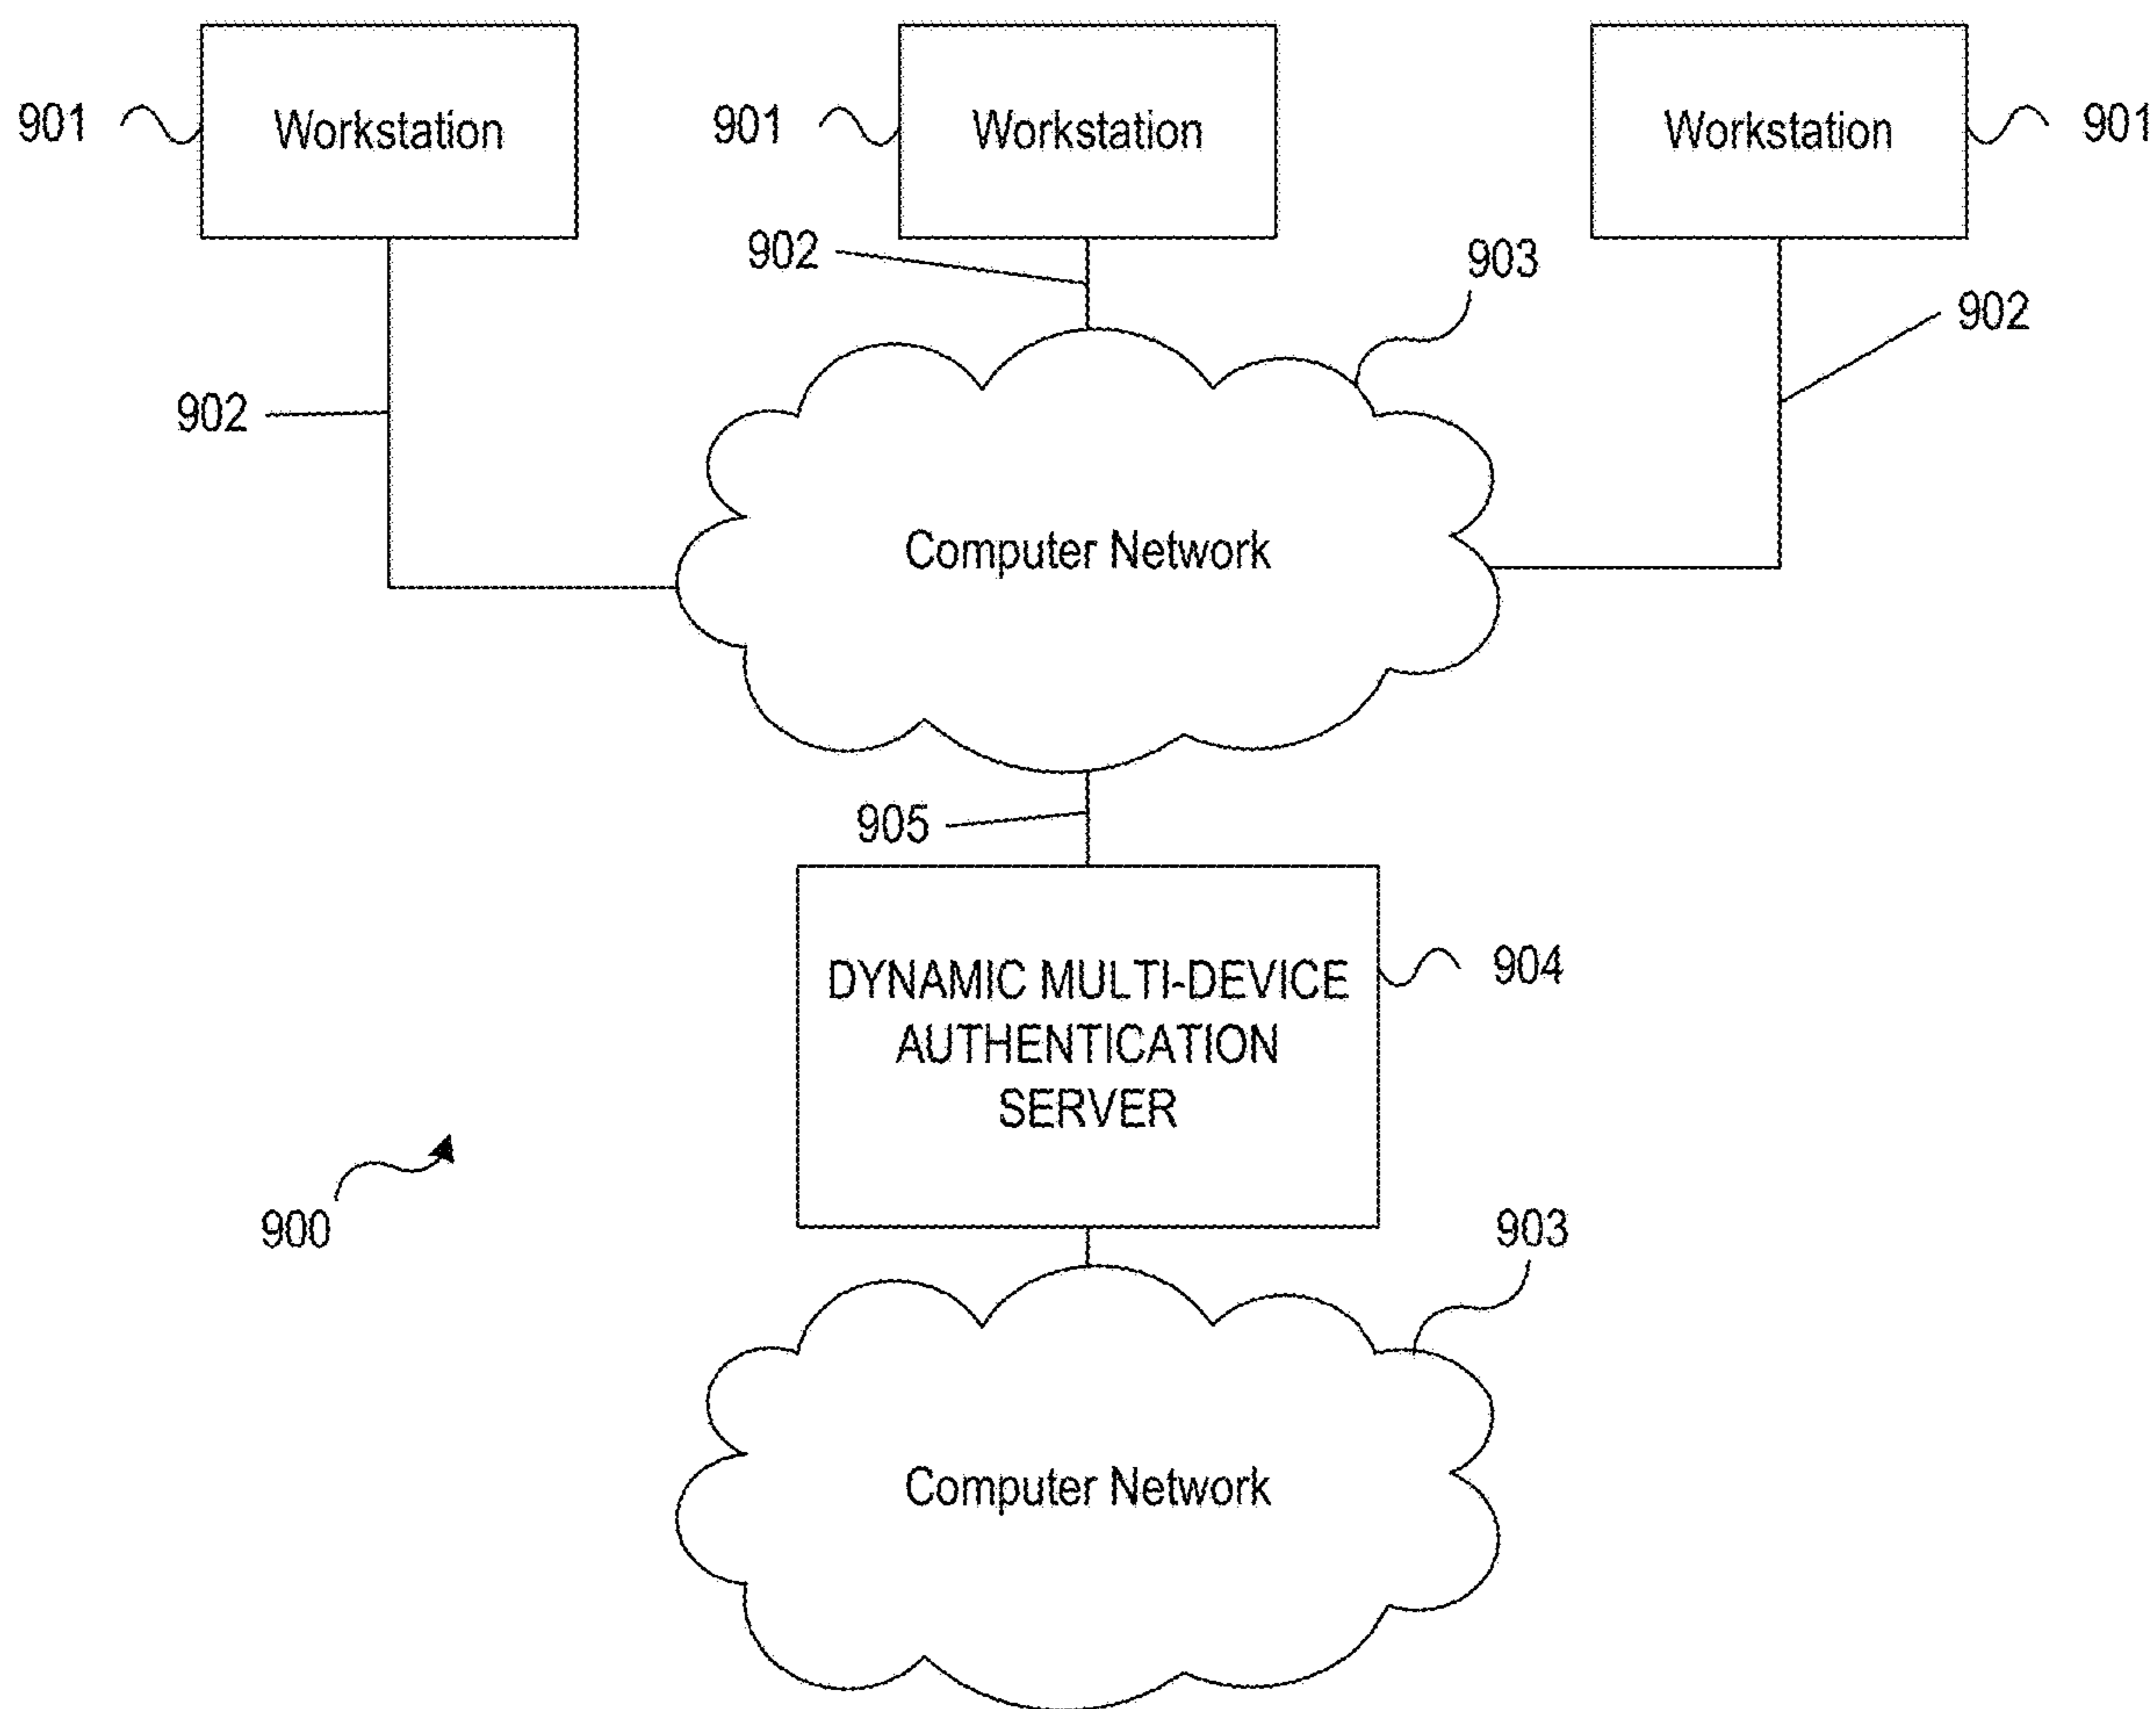 901
Workstation
901
Workstation
Workstation
901
902
903
902
902
Computer Network
905
DYNAMIC MULTI-DEVICE
AUTHENTICATION
SERVER
904
900
903
Computer Network